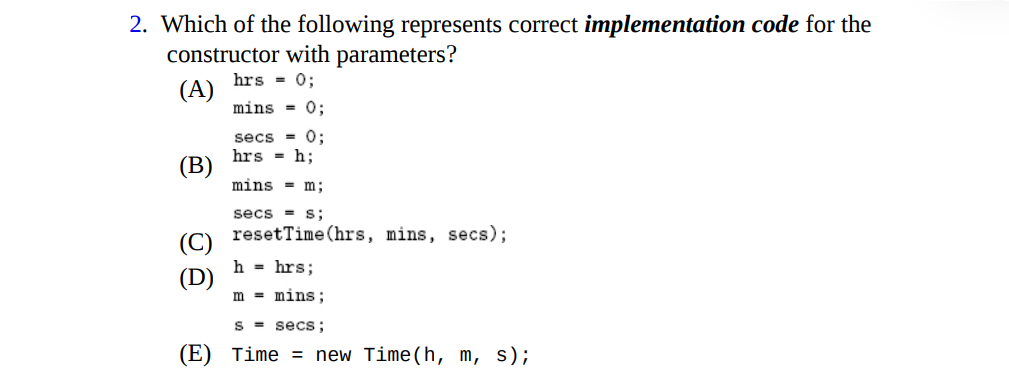 2. Which of the following represents correct implementation code for the
constructor with parameters?
(A) hrs = 0;
mins = 0;
secs = 0;
(B) hrs = h;
mins = m;
secs = s;
(C) resetTime(hrs, mins, secs);
(D) h = hrs;
m = mins;
s = secs;
(E) Time = new Time(h, m, s);